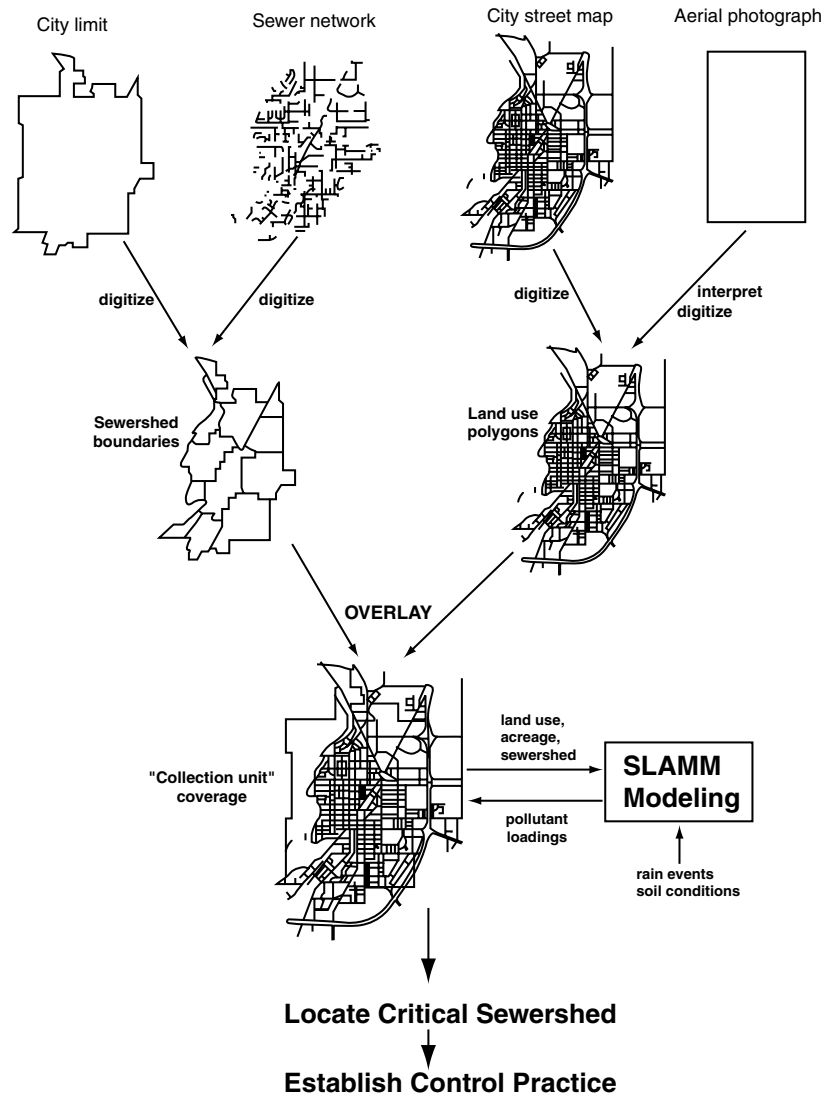 City limit
Sewer network
City street map
Aerial photograph
digitize
digitize
digitize
interpret
digitize
Sewershed
boundaries
Land use
polygons
OVERLAY
"Collection unit"
coverage
land use,
acreage,
sewershed
pollutant
loadings
SLAMM
Modeling
rain events
soil conditions
Locate Critical Sewershed
Establish Control Practice